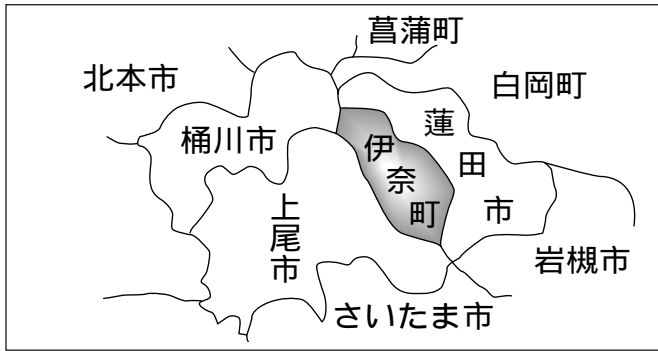 菖蒲町
北本市
白岡町
桶川市
伊奈町
蓮田市
上尾市
岩槻市
さいたま市